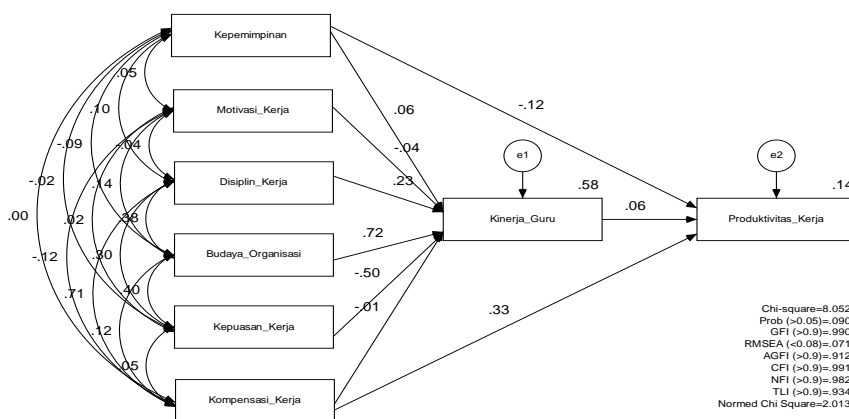 Kepemimpinan
.05
-.12
.10
.06
Motivasi_Kerja
-.09
-.04
-.04
e1
e2
-.02
.14
Disiplin_Kerja
.23
.58
.14
.00
.02
.38
Kinerja_Guru
.06
Produktivitas_Kerja
.72
-.12
.30
Budaya_Organisasi
-.50
.71
.40
-.01
.33
.12
Kepuasan_Kerja
.05
Kompensasi_Kerja
Chi-square=8.052
Prob (>0.05)=.090
GFI (>0.9)=.990
RMSEA (<0.08)=.071
AGFI (>0.9)=.912
CFI (>0.9)=.991
NFI (>0.9)=.982
TLI (>0.9)=.934
Normed Chi Square=2.013